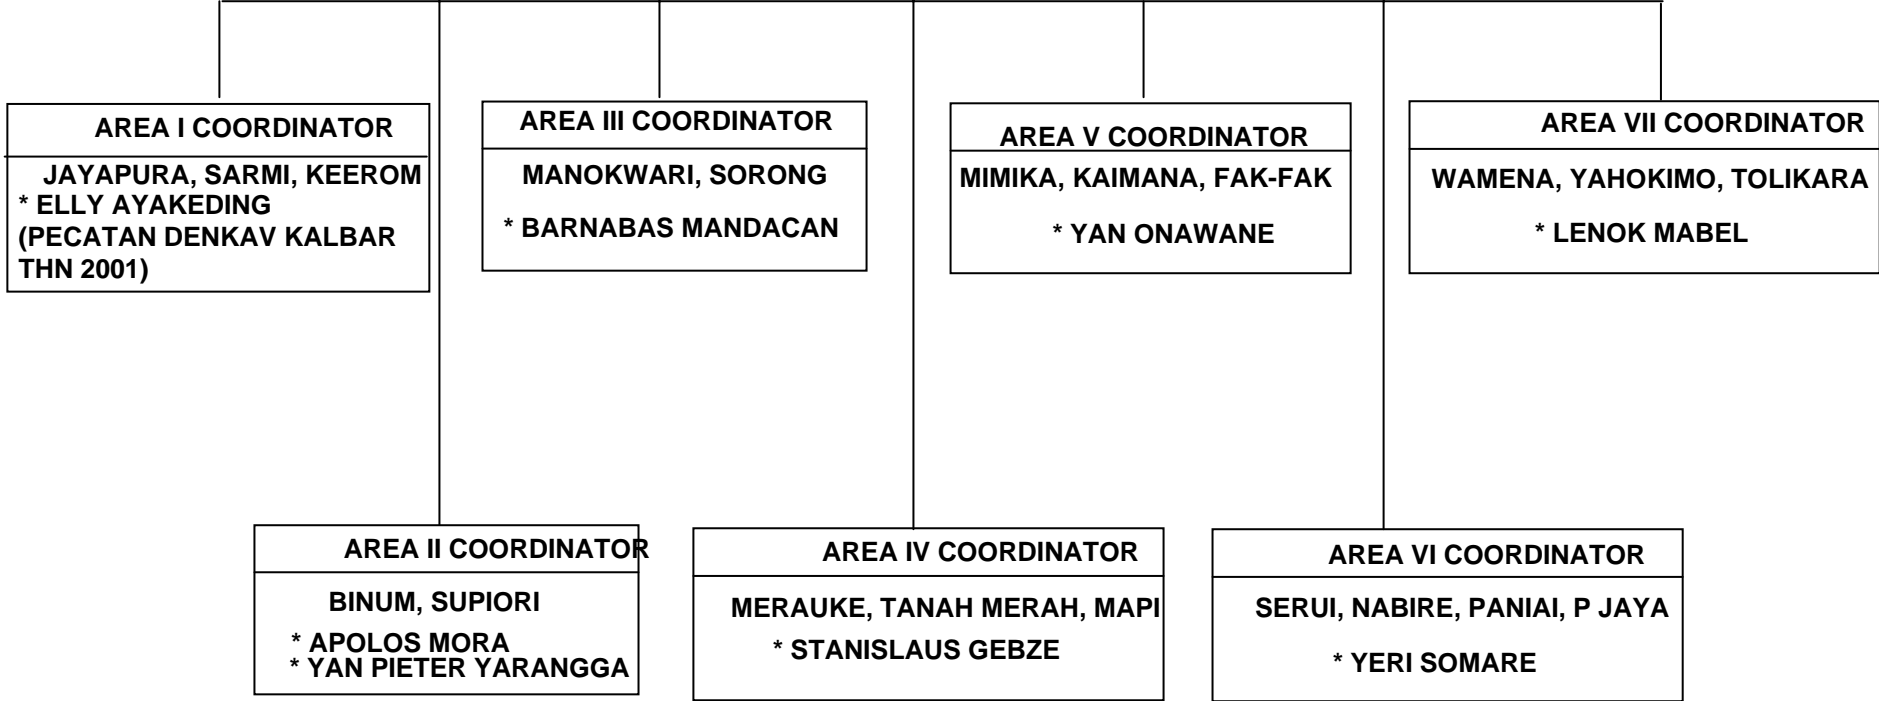 AREA I COORDINATOR
JAYAPURA, SARMI, KEEROM
* ELLY AYAKEDING
(PECATAN DENKAV KALBAR
THN 2001)
AREA III COORDINATOR
MANOKWARI, SORONG
* BARNABAS MANDACAN
AREA V COORDINATOR
MIMIKA, KAIMANA, FAK-FAK
* YAN ONAWANE
AREA VII COORDINATOR
WAMENA, YAHOKIMO, TOLIKARA
* LENOK MABEL
AREA II COORDINATOR
BINUM, SUPIORI
* APOLOS MORA
* YAN PIETER YARANGGA
AREA IV COORDINATOR
MERAUKE, TANAH MERAH, MAPI
* STANISLAUS GEBZE
AREA VI COORDINATOR
SERUI, NABIRE, PANIAI, P JAYA
* YERI SOMARE